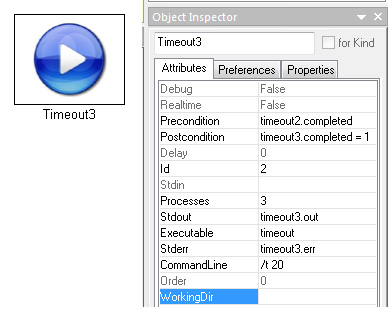 Object Inspector
Timeout3
for Kind
Attributes Preferences Properties
Debug False
Realtime False
Precondition timeout2.completed
Postcondition timeout3.completed = 1
Delay 0
Id 2
Stdin
Processes 3
Stdout timeout3.out
Executable timeout
Stderr timeout3.err
CommandLine /t 20
Order 0
WorkingDir
Timeout3